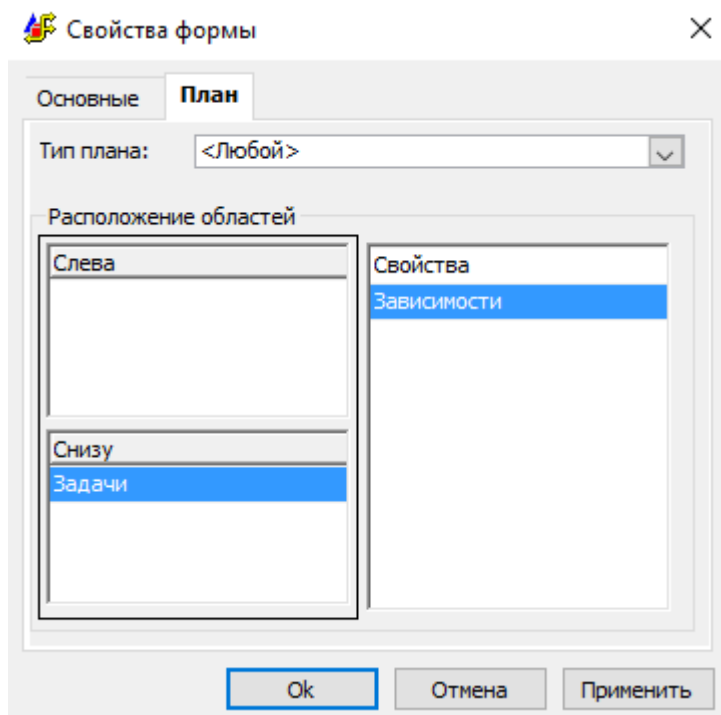 Свойства формы
Основные
План
Тип плана:
<Любой>
Расположение областей
Слева
Снизу
Задачи
Свойства
Зависимости
Ok
Отмена
Применить